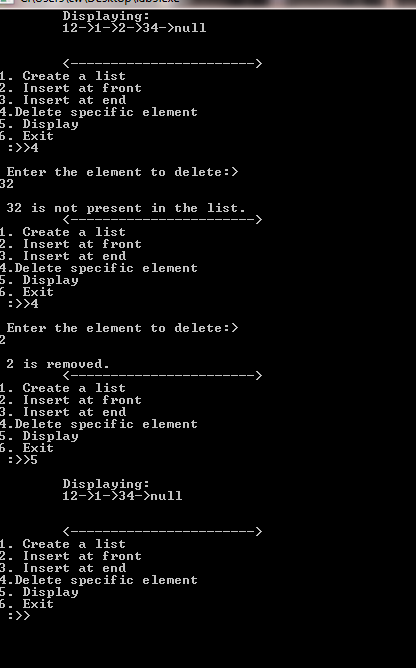 Displaying:
12->1->2->34->null
<----------------------->
1. Create a list
2. Insert at front
3. Insert at end
4.Delete specific element
5. Display
6. Exit
:>>4
Enter the element to delete:>
32
32 is not present in the list.
<----------------------->
1. Create a list
2. Insert at front
3. Insert at end
4.Delete specific element
5. Display
6. Exit
:>>4
Enter the element to delete:>
2
2 is removed.
<----------------------->
1. Create a list
2. Insert at front
3. Insert at end
4.Delete specific element
5. Display
6. Exit
:>>5
Displaying:
12->1->34->null
<----------------------->
1. Create a list
2. Insert at front
3. Insert at end
4.Delete specific element
5. Display
6. Exit
:>>